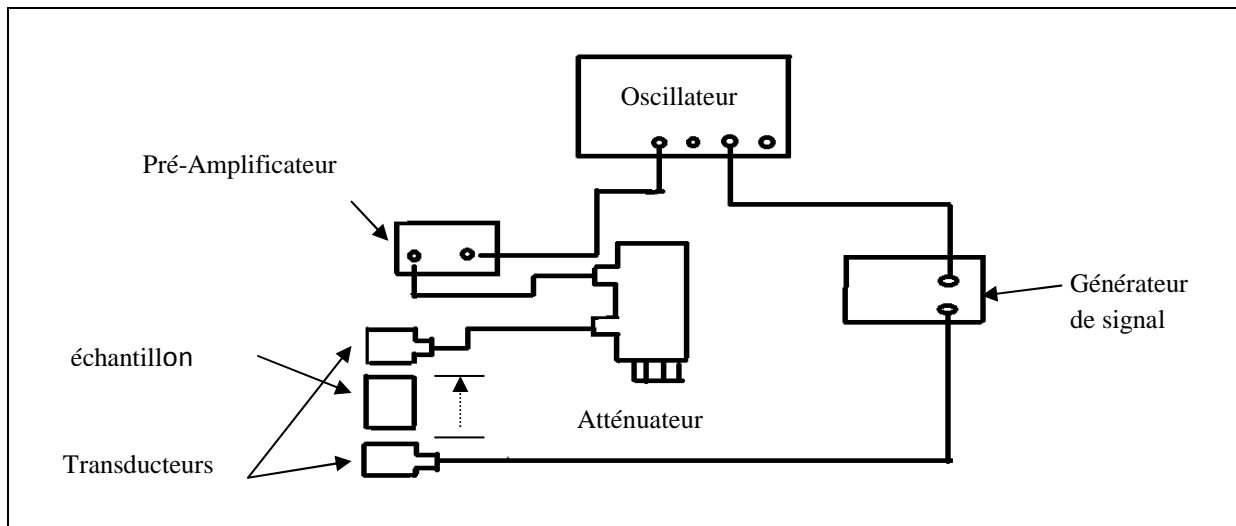 Oscillateur
Pré-Amplificateur
Générateur
de signal
échantillon
Atténuateur
Transducteurs